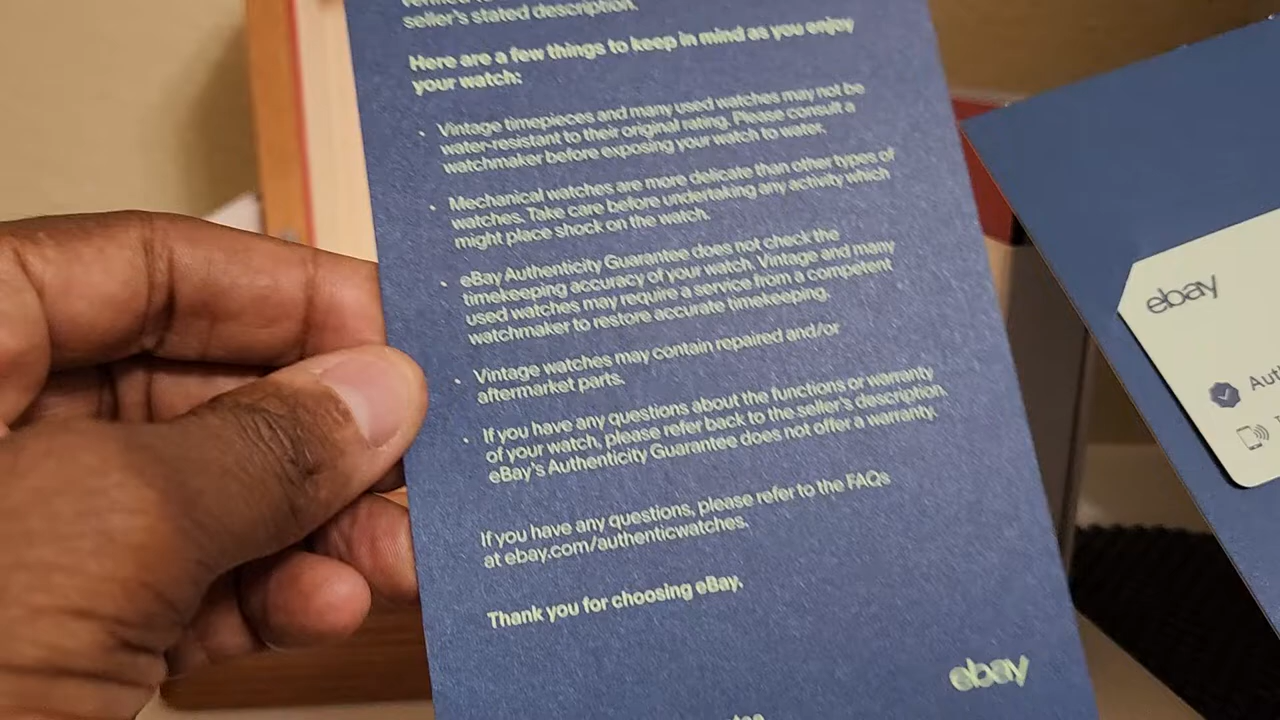 seller's stated description.
Here are a few things to keep in mind as you enjoy
your watch:
• Vintage timepieces and many used watches may not be
water-resistant to their original rating. Please consult a
watchmaker before exposing your watch to water.
• Mechanical watches are more delicate than other types of
watches. Take care before undertaking any activity which
might place shock on the watch.
• eBay Authenticity Guarantee does not check the
timekeeping accuracy of your watch. Vintage and many
used watches may require a service from a competent
watchmaker to restore accurate timekeeping.
• Vintage watches may contain repaired and/or
aftermarket parts.
• If you have any questions about the functions or warranty
of your watch, please refer back to the seller's description.
eBay's Authenticity Guarantee does not offer a warranty.
If you have any questions, please refer to the FAQs
at ebay.com/authenticwatches.
Thank you for choosing eBay.
ebay
ebay
Aut